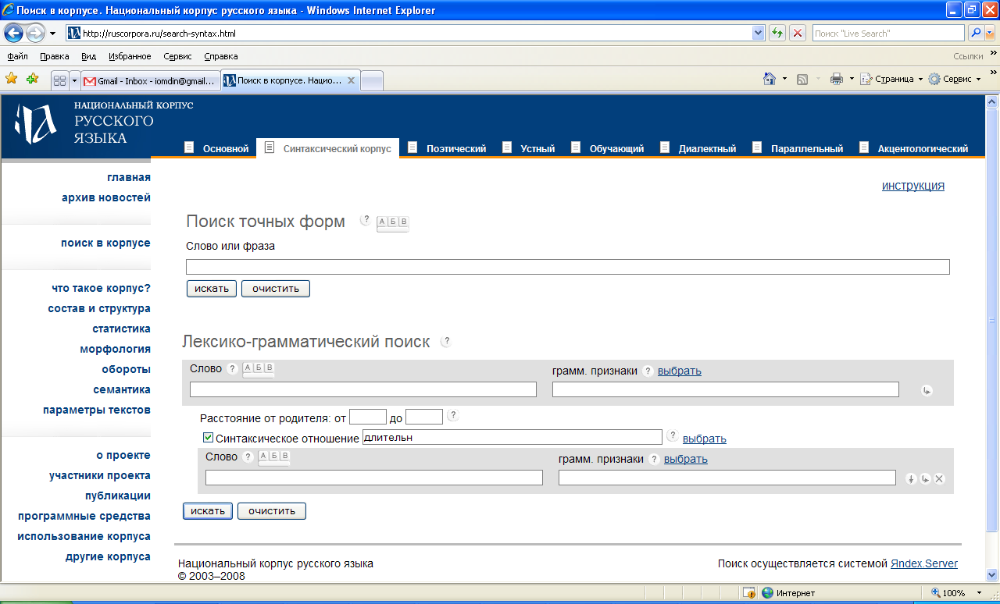 Поиск в корпусе. Национальный корпус русского языка - Windows Internet Explorer
http://ruscorpora.ru/search-syntax.html
Поиск "Live Search"
Файл Правка Вид Избранное Сервис Справка
Ссылки »
Gmail - Inbox - iomdin@gmail... Поиск в корпусе. Нацио... Страница Сервис »
НАЦИОНАЛЬНЫЙ КОРПУС
РУССКОГО
ЯЗЫКА
Основной Синтаксический корпус Поэтический Устный Обучающий Диалектный Параллельный Акцентологический
главная
архив новостей
поиск в корпусе
что такое корпус?
состав и структура
статистика
морфология
обороты
семантика
параметры текстов
о проекте
участники проекта
публикации
программные средства
использование корпуса
другие корпуса
инструкция
Поиск точных форм ? А Б В
Слово или фраза
искать очистить
Лексико-грамматический поиск ?
Слово ? А Б В грамм. признаки ? выбрать
Расстояние от родителя: от до ?
Синтаксическое отношение длительн ? выбрать
Слово ? А Б В грамм. признаки ? выбрать
искать очистить
Национальный корпус русского языка Поиск осуществляется системой Яndex.Server
© 2003–2008
Интернет 100%